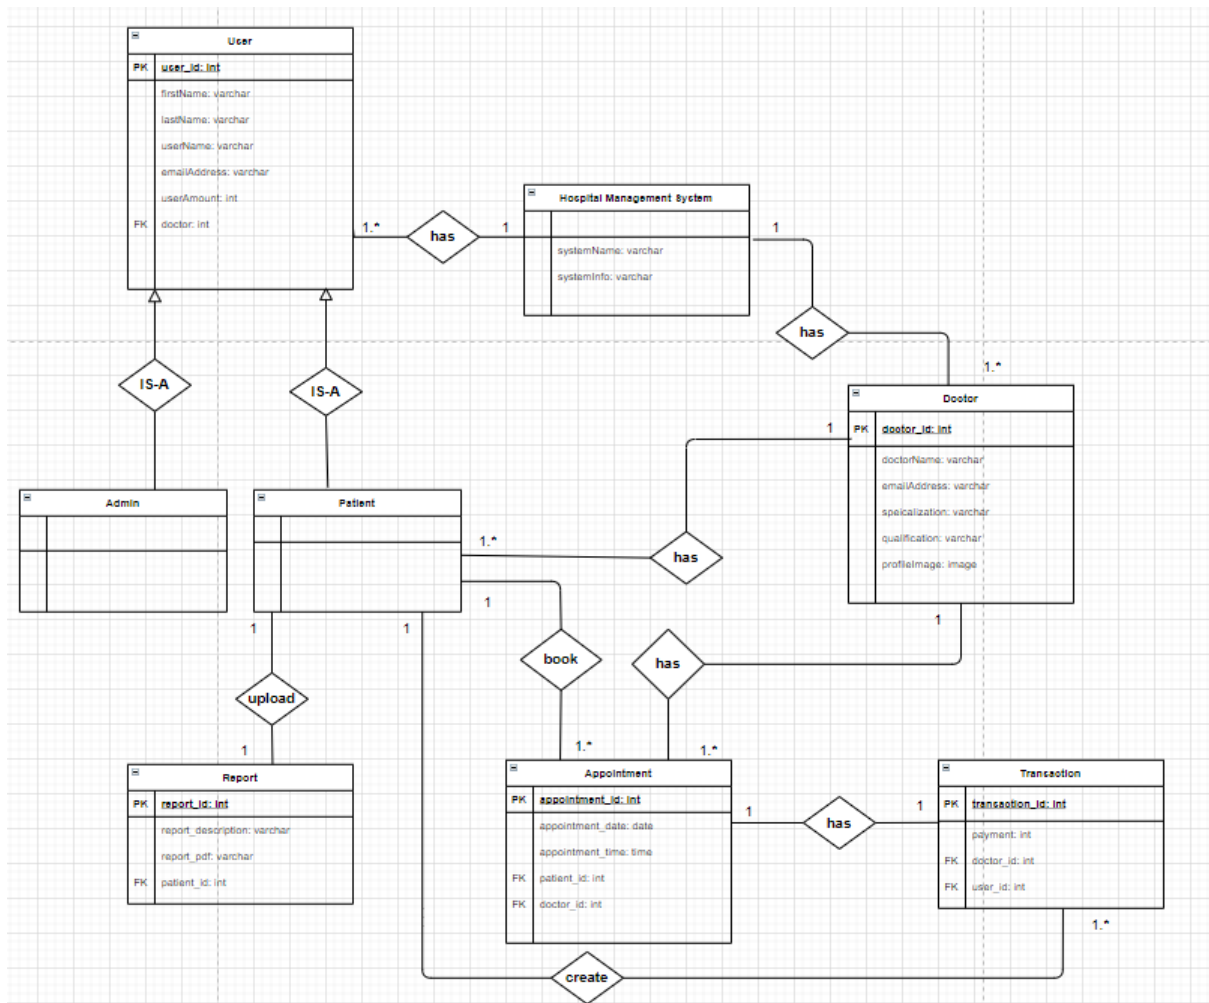 User
PK user_id: int
firstName: varchar
lastName: varchar
userName: varchar
emailAddress: varchar
userAmount: int
FK doctor: int
1.* has 1
Hospital Management System
systemName: varchar
systemInfo: varchar
1
has
1.*
IS-A
IS-A
Doctor
PK doctor_id: int
doctorName: varchar
emailAddress: varchar
speicalization: varchar
qualification: varchar
profileImage: image
1
Admin
Patient
1.*
has
1
1
1
book
has
1
upload
1
1.*
1.*
Report
PK report_id: int
report_description: varchar
report_pdf: varchar
FK patient_id: int
Appointment
PK appointment_id: int
appointment_date: date
appointment_time: time
FK patient_id: int
FK doctor_id: int
1 has 1
Transaction
PK transaction_id: int
payment: int
FK doctor_id: int
FK user_id: int
1.*
create